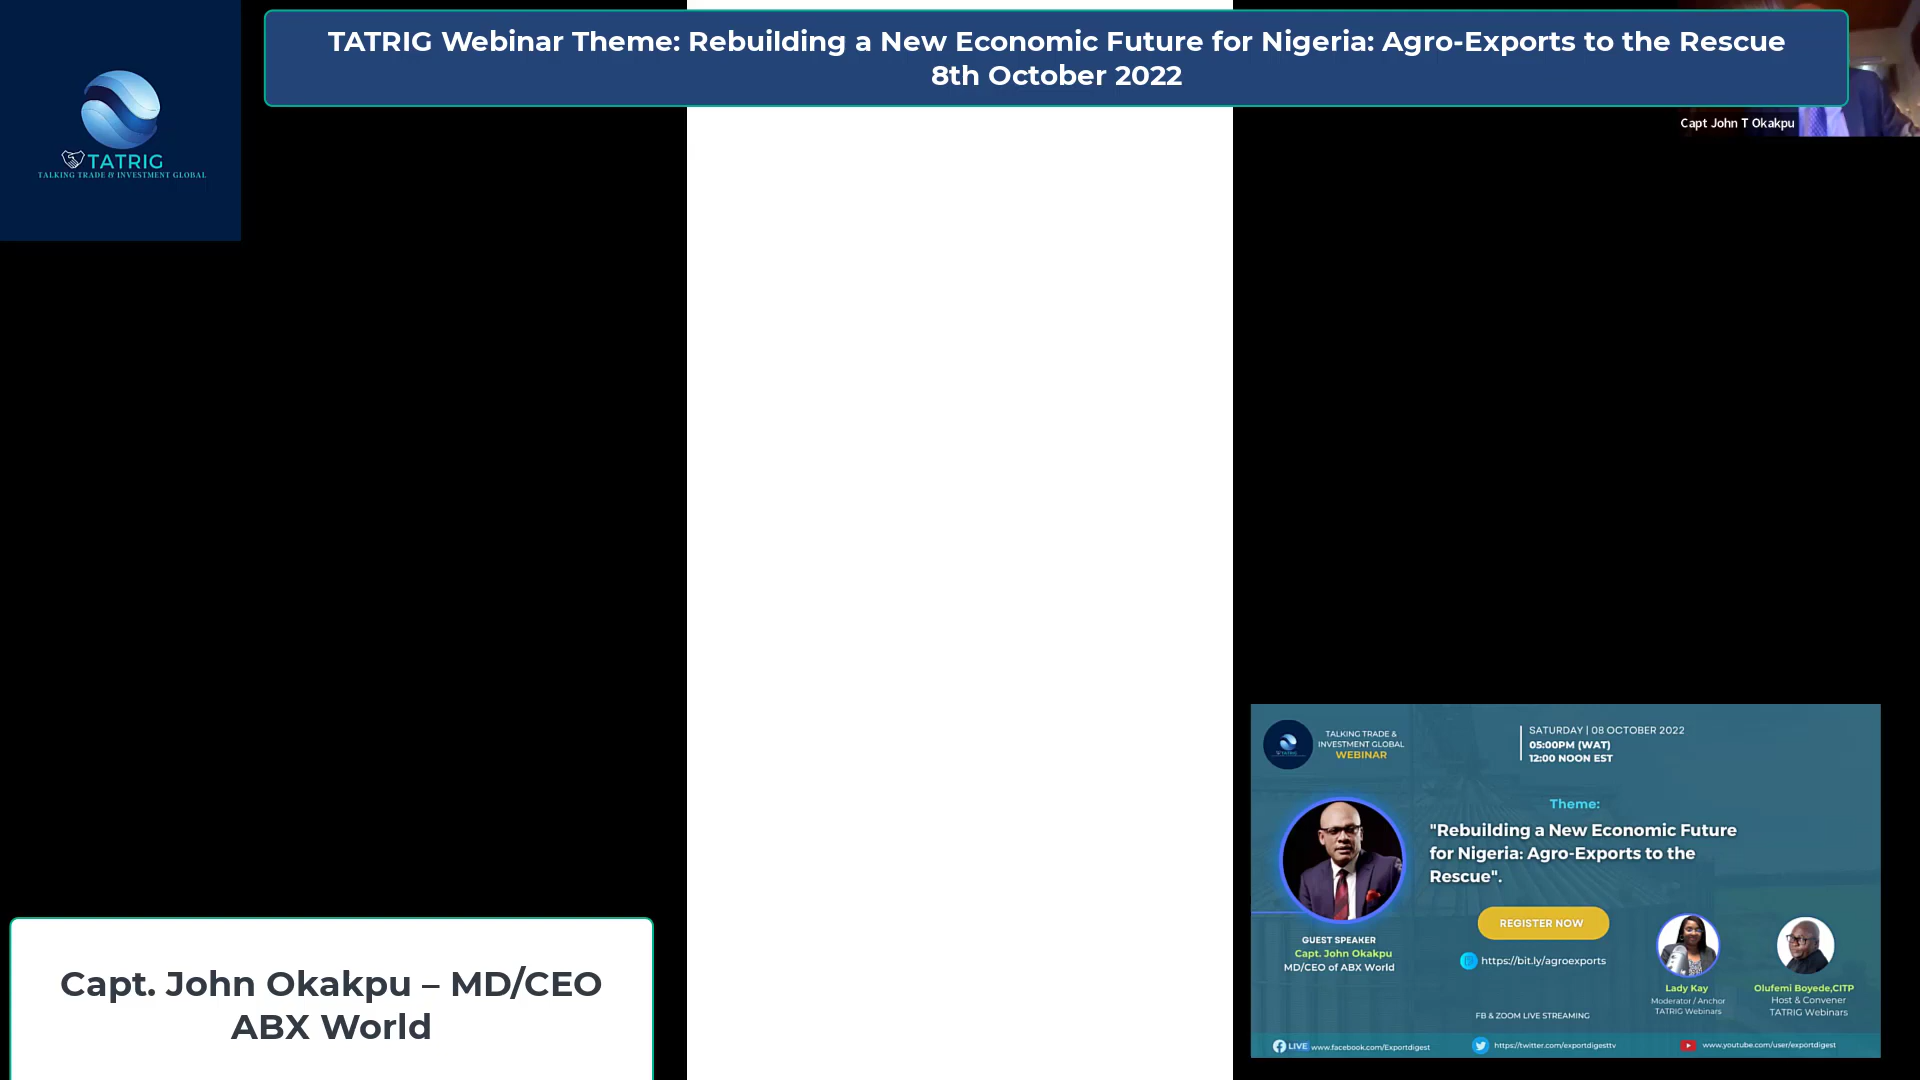 TATRIG Webinar Theme: Rebuilding a New Economic Future for Nigeria: Agro-Exports to the Rescue
8th October 2022
TATRIG
TALKING TRADE & INVESTMENT GLOBAL
Capt John T Okakpu
TALKING TRADE &
INVESTMENT GLOBAL
WEBINAR
SATURDAY | 08 OCTOBER 2022
05:00PM (WAT)
12:00 NOON EST
Theme:
"Rebuilding a New Economic Future
for Nigeria: Agro-Exports to the
Rescue".
REGISTER NOW
https://bit.ly/agroexports
GUEST SPEAKER
Capt. John Okakpu
MD/CEO of ABX World
Lady Kay
Moderator / Anchor
TATRIG Webinars
Olufemi Boyede,CITP
Host & Convener
TATRIG Webinars
FB & ZOOM LIVE STREAMING
LIVE www.facebook.com/Exportdigest
https://twitter.com/exportdigesttv
www.youtube.com/user/exportdigest
Capt. John Okakpu – MD/CEO
ABX World